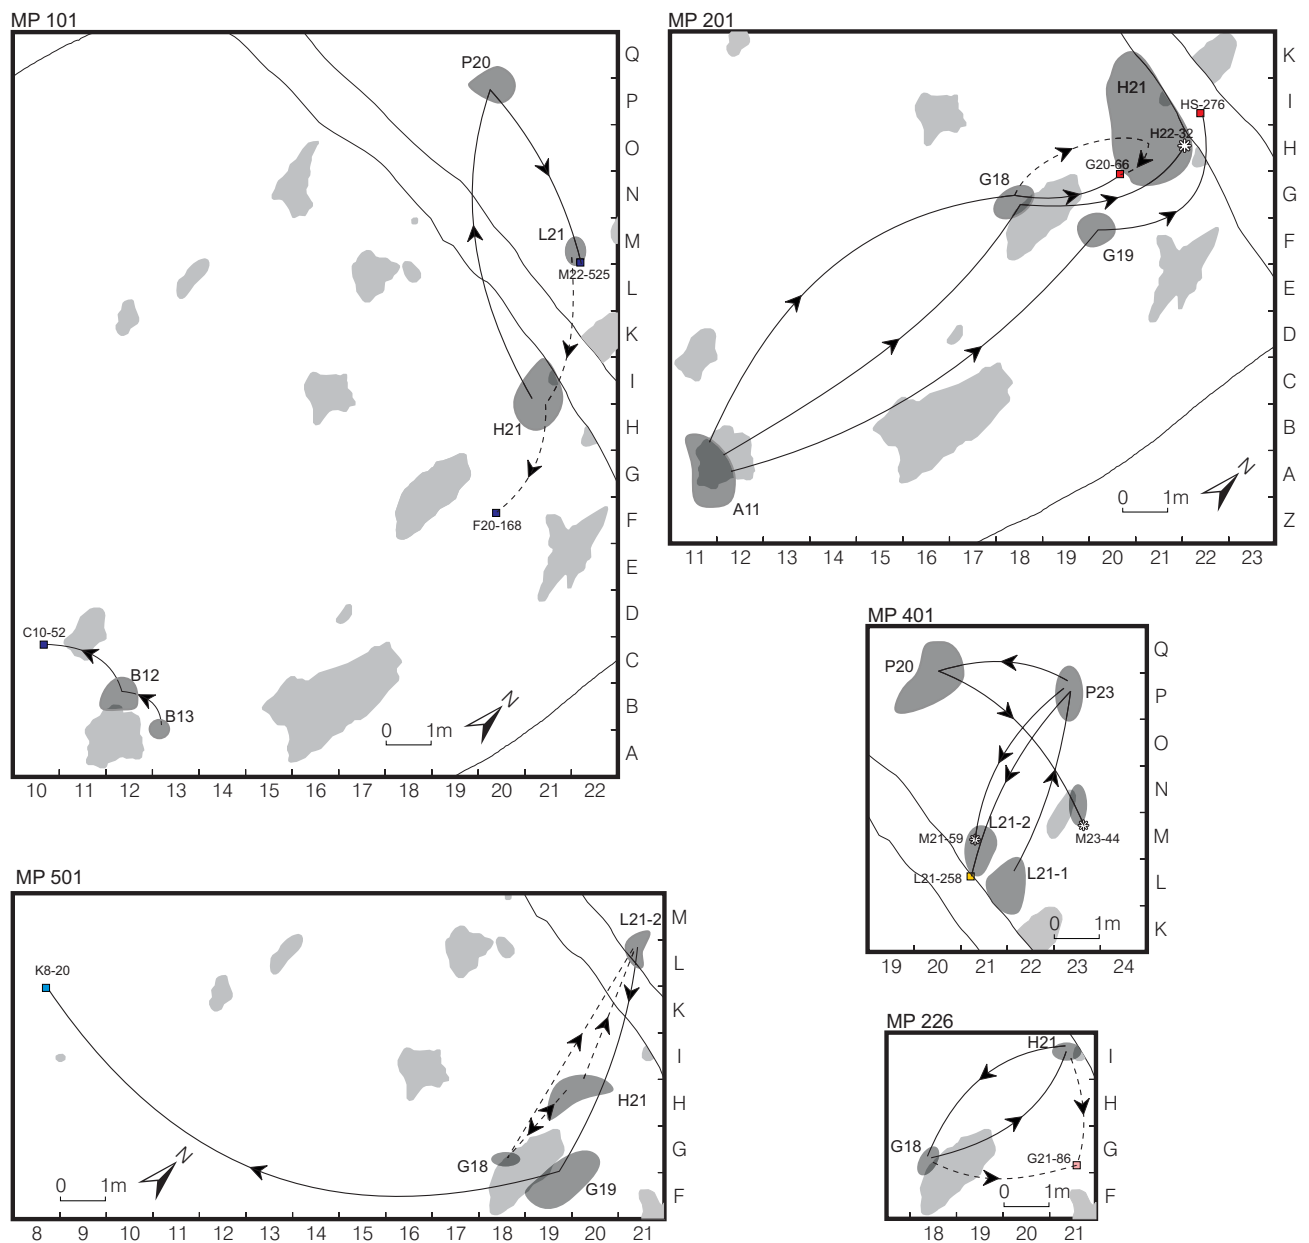 MP 101
P20
L21
M22-525
H21
F20-168
C10-52
B12
B13
N
0 1m
Q
P
O
N
M
L
K
I
H
G
F
E
D
C
B
A
10 11 12 13 14 15 16 17 18 19 20 21 22
MP 201
H21
HS-276
H22-32
G20-66
G18
G19
A11
N
0 1m
K
I
H
G
F
E
D
C
B
A
Z
11 12 13 14 15 16 17 18 19 20 21 22 23
MP 401
P20
P23
L21-2
M21-59
M23-44
L21-258
L21-1
0 1m
Q
P
O
N
M
L
K
19 20 21 22 23 24
MP 501
L21-2
K8-20
H21
G18
G19
N
0 1m
M
L
K
I
H
G
F
8 9 10 11 12 13 14 15 16 17 18 19 20 21
MP 226
H21
G18
G21-86
0 1m
I
H
G
F
18 19 20 21